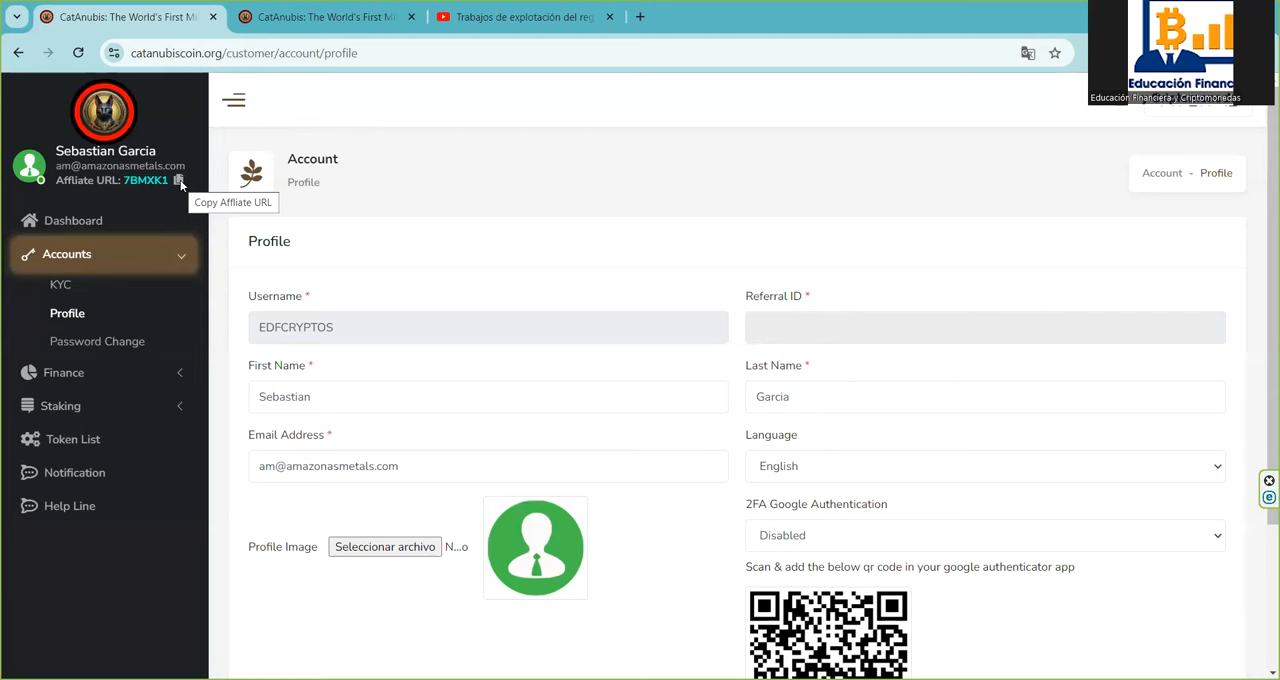 CatAnubis: The World's First Mi
CatAnubis: The World's First Mi
Trabajos de explotación del reg
catanubiscoin.org/customer/account/profile
Educación Financ
Educación Financiera y Criptomonedas
Sebastian Garcia
am@amazonasmetals.com
Affliate URL: 7BMXK1
Copy Affliate URL
Dashboard
Accounts
KYC
Profile
Password Change
Finance
Staking
Token List
Notification
Help Line
Account
Profile
Account - Profile
Profile
Username *
EDFCRYPTOS
Referral ID *
First Name *
Sebastian
Last Name *
Garcia
Email Address *
am@amazonasmetals.com
Language
English
2FA Google Authentication
Disabled
Profile Image
Seleccionar archivo
N...o
Scan & add the below qr code in your google authenticator app